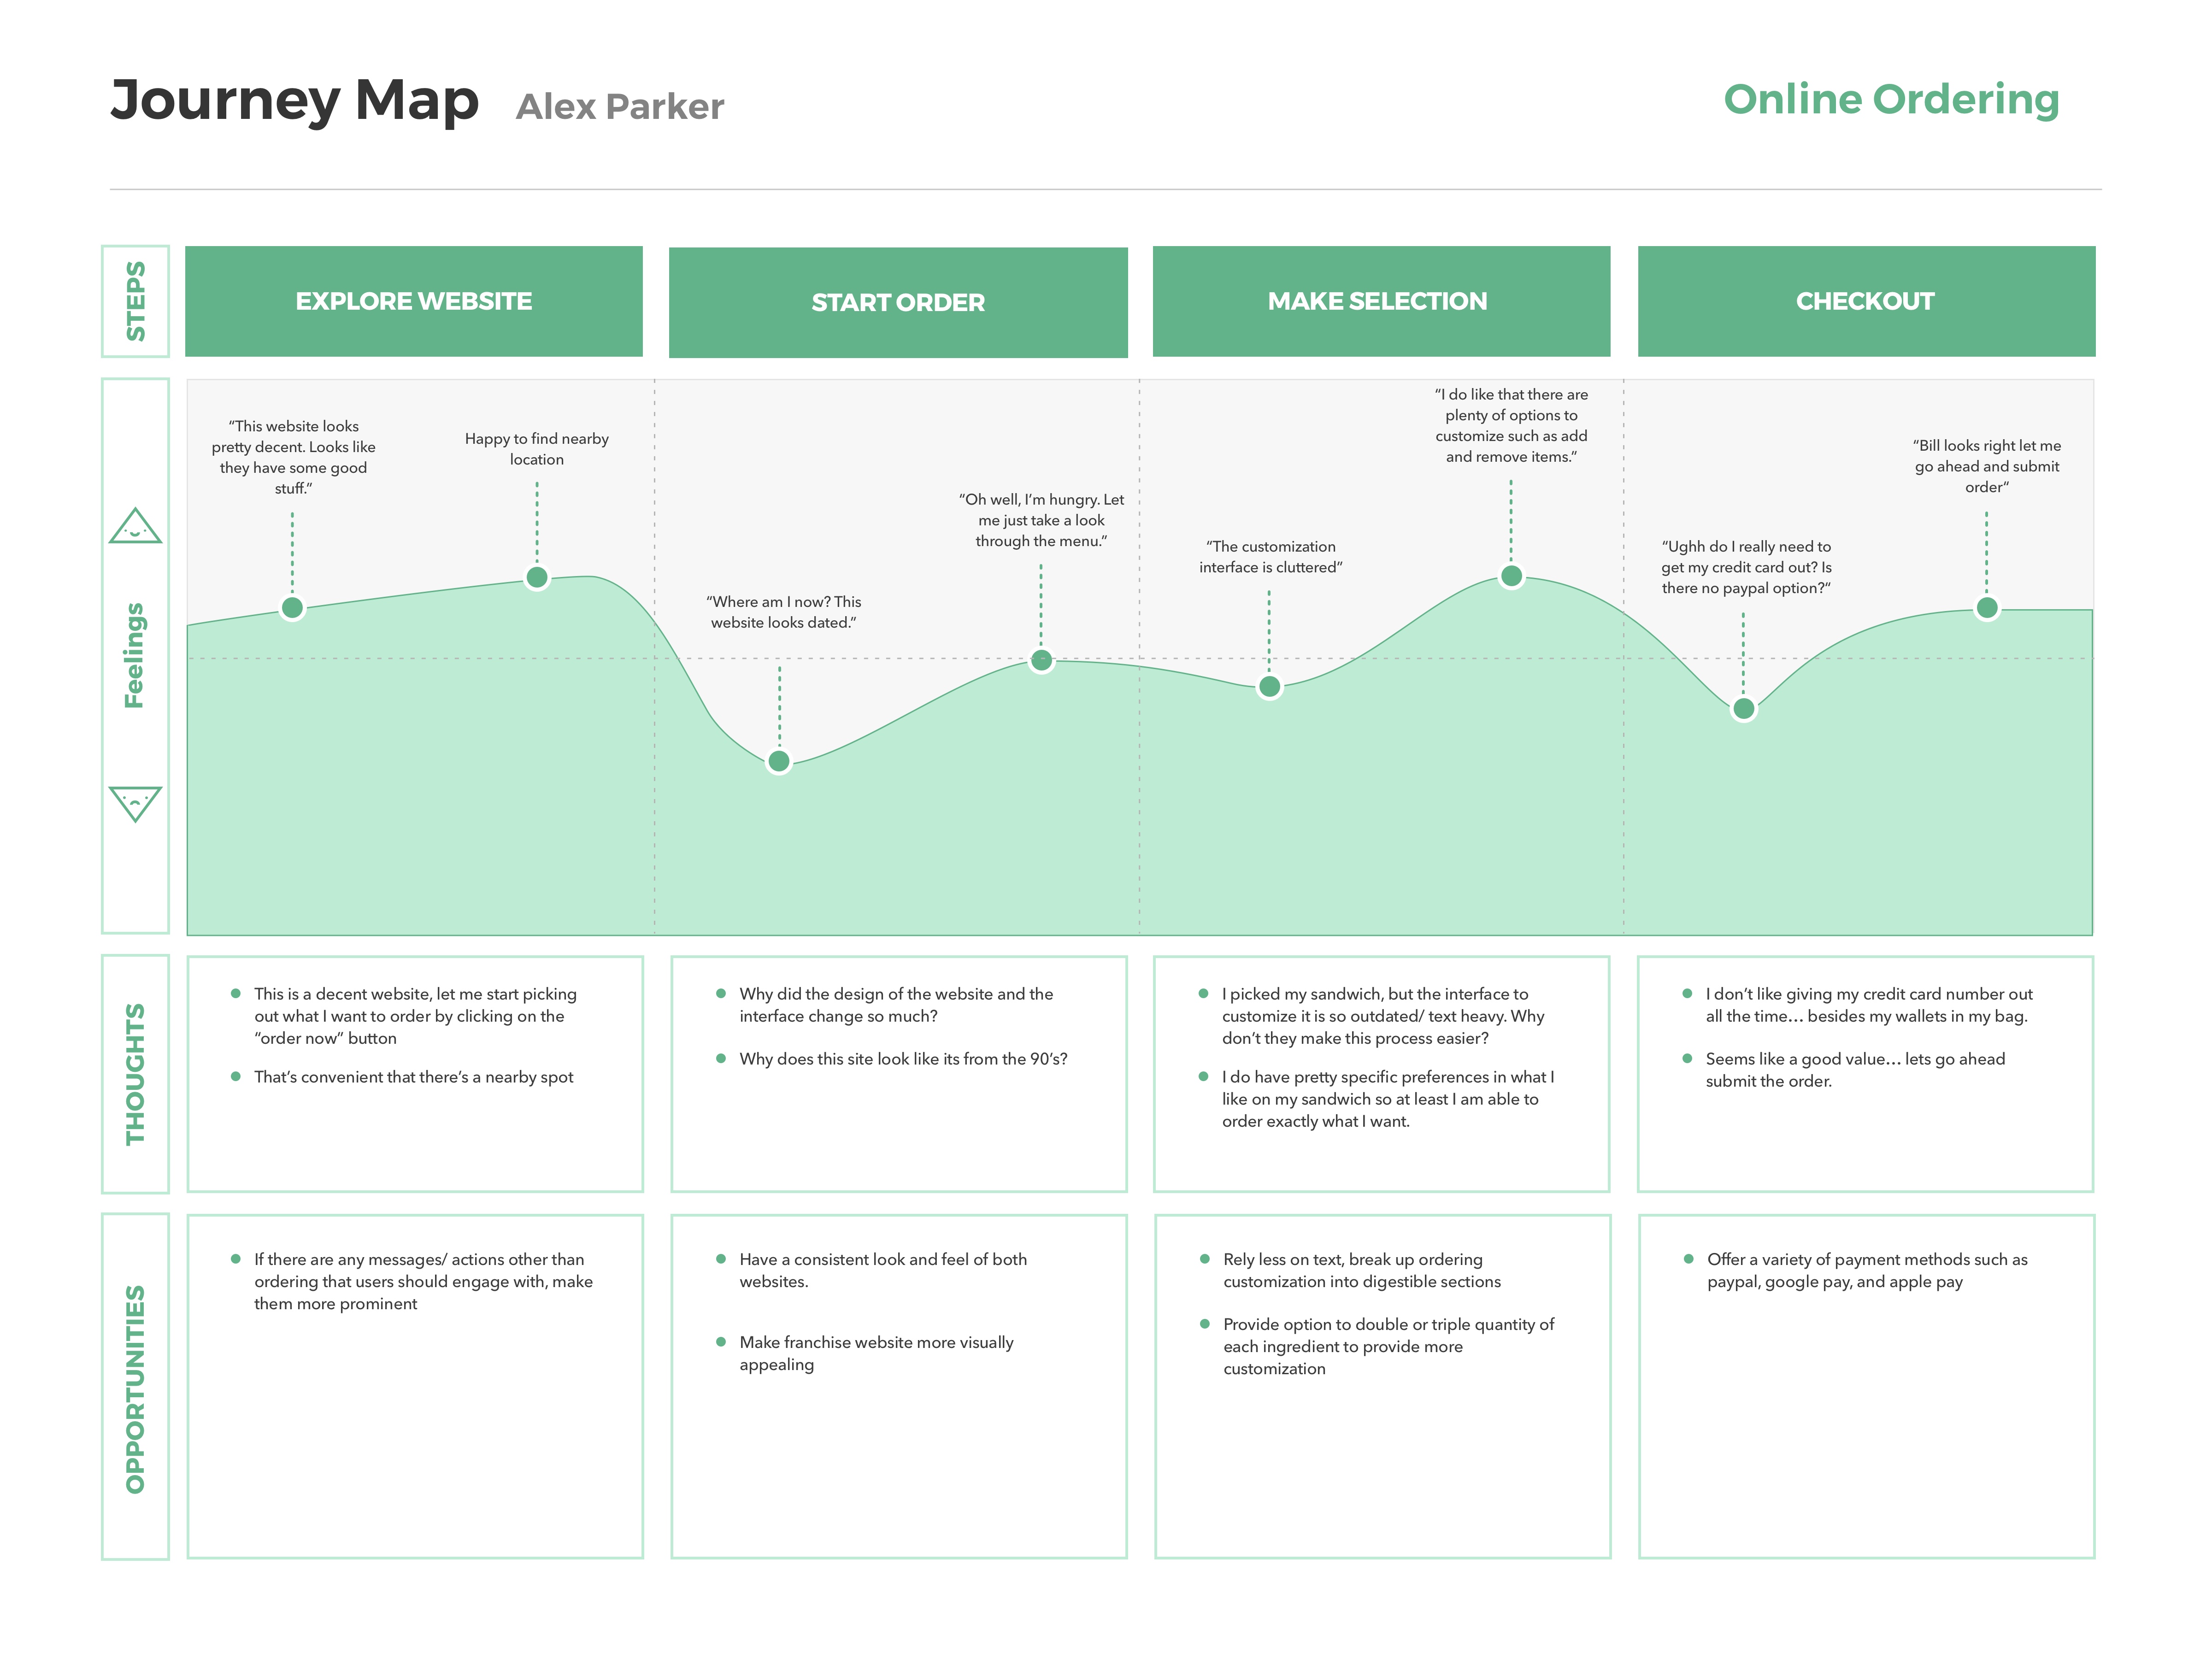 Journey Map
Alex Parker
Online Ordering
STEPS
EXPLORE WEBSITE
START ORDER
MAKE SELECTION
CHECKOUT
Feelings
“This website looks
pretty decent. Looks like
they have some good
stuff.”
Happy to find nearby
location
“Where am I now? This
website looks dated.”
“Oh well, I’m hungry. Let
me just take a look
through the menu.”
“The customization
interface is cluttered”
“I do like that there are
plenty of options to
customize such as add
and remove items.”
“Ughh do I really need to
get my credit card out? Is
there no paypal option?“
“Bill looks right let me
go ahead and submit
order“
THOUGHTS
This is a decent website, let me start picking
out what I want to order by clicking on the
“order now” button
That’s convenient that there’s a nearby spot
Why did the design of the website and the
interface change so much?
Why does this site look like its from the 90’s?
I picked my sandwich, but the interface to
customize it is so outdated/ text heavy. Why
don’t they make this process easier?
I do have pretty specific preferences in what I
like on my sandwich so at least I am able to
order exactly what I want.
I don’t like giving my credit card number out
all the time… besides my wallets in my bag.
Seems like a good value… lets go ahead
submit the order.
OPPORTUNITIES
If there are any messages/ actions other than
ordering that users should engage with, make
them more prominent
Have a consistent look and feel of both
websites.
Make franchise website more visually
appealing
Rely less on text, break up ordering
customization into digestible sections
Provide option to double or triple quantity of
each ingredient to provide more
customization
Offer a variety of payment methods such as
paypal, google pay, and apple pay